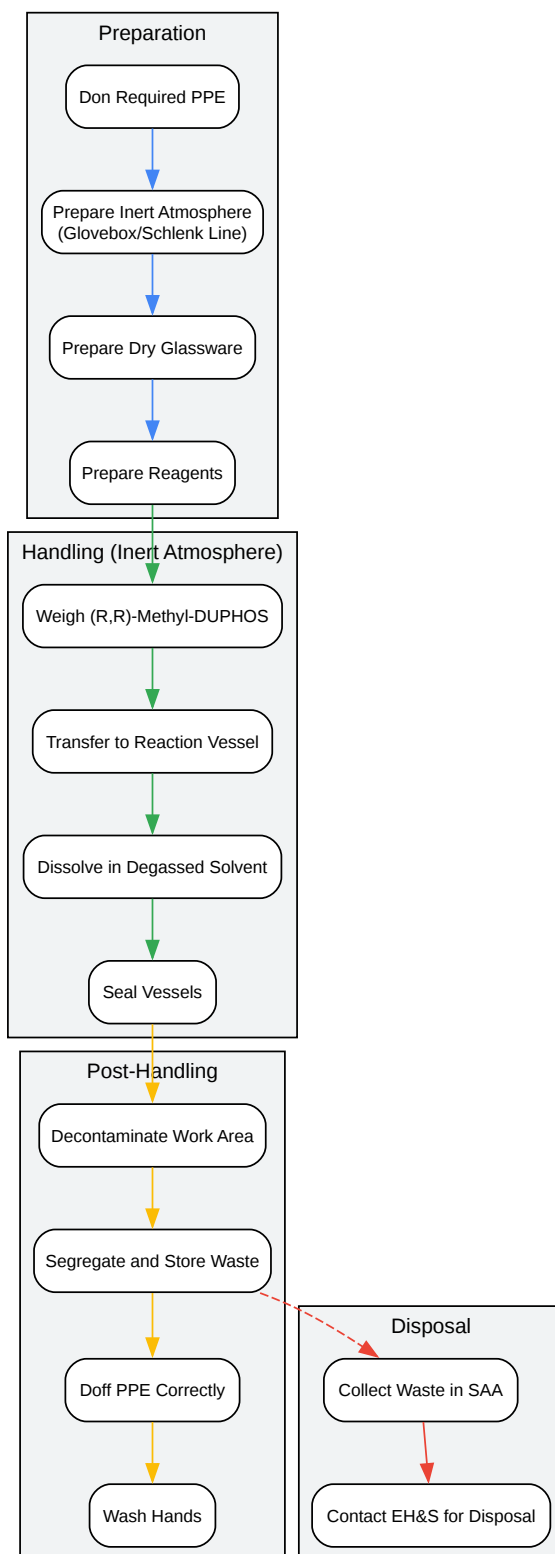 Preparation
Don Required PPE
Prepare Inert Atmosphere
(Glovebox/Schlenk Line)
Prepare Dry Glassware
Prepare Reagents
Handling (Inert Atmosphere)
Weigh (R,R)-Methyl-DUPHOS
Transfer to Reaction Vessel
Dissolve in Degassed Solvent
Seal Vessels
Post-Handling
Decontaminate Work Area
Segregate and Store Waste
Doff PPE Correctly
Wash Hands
Disposal
Collect Waste in SAA
Contact EH&S for Disposal